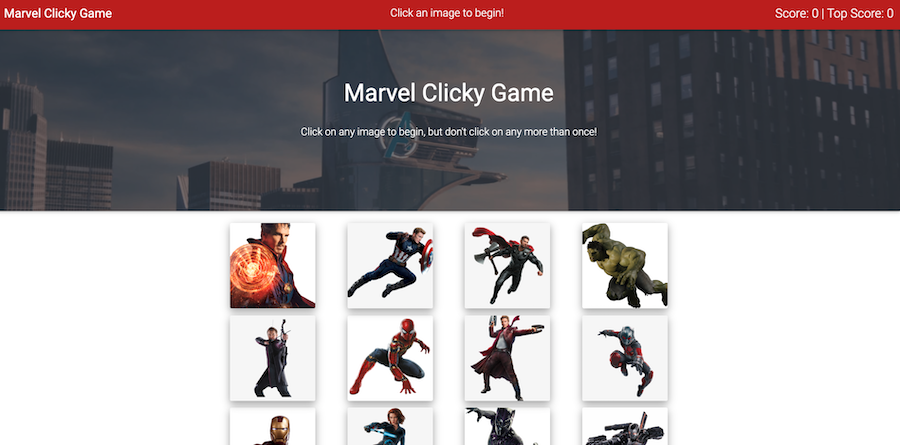 Marvel Clicky Game
Click an image to begin!
Score: 0 | Top Score: 0
Marvel Clicky Game
Click on any image to begin, but don't click on any more than once!